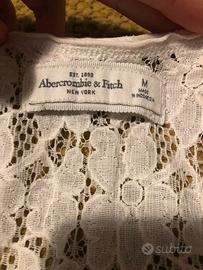 EST. 1892
Abercrombie & Fitch
NEW YORK
M
MADE
IN INDONESIA
subito